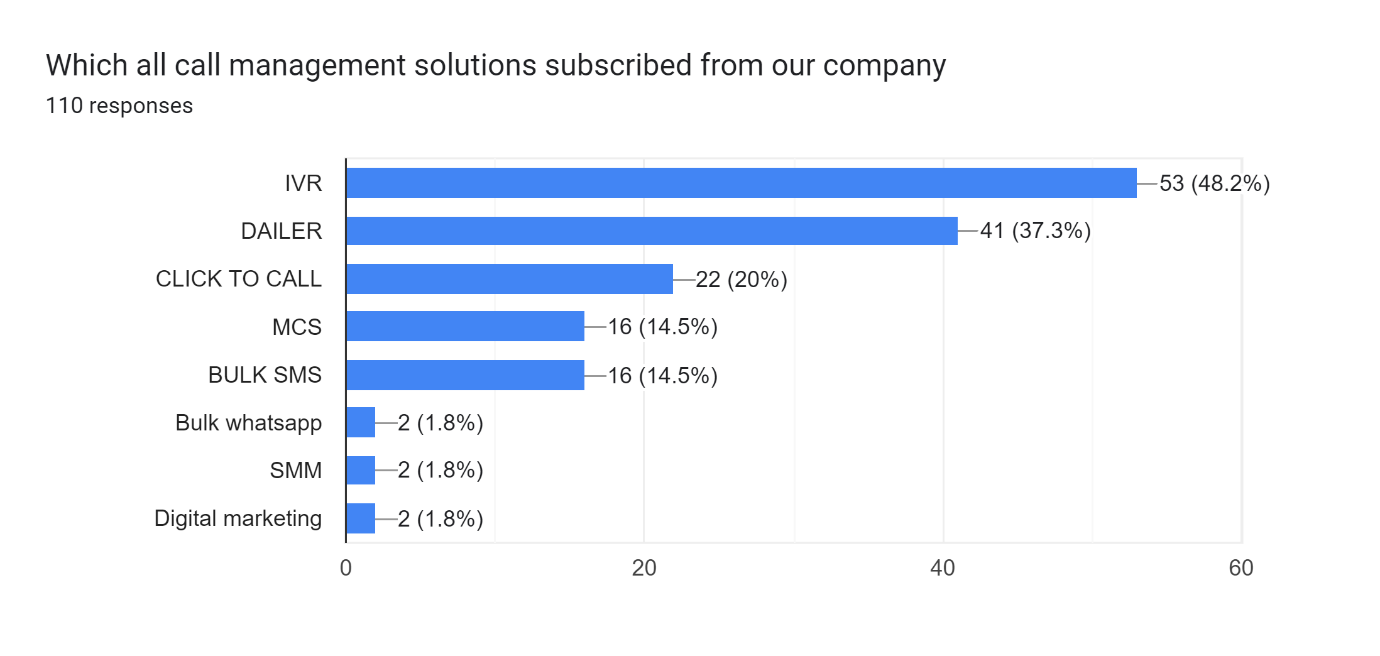 Which all call management solutions subscribed from our company
110 responses
IVR 53 (48.2%)
DAILER 41 (37.3%)
CLICK TO CALL 22 (20%)
MCS 16 (14.5%)
BULK SMS 16 (14.5%)
Bulk whatsapp 2 (1.8%)
SMM 2 (1.8%)
Digital marketing 2 (1.8%)
0 20 40 60